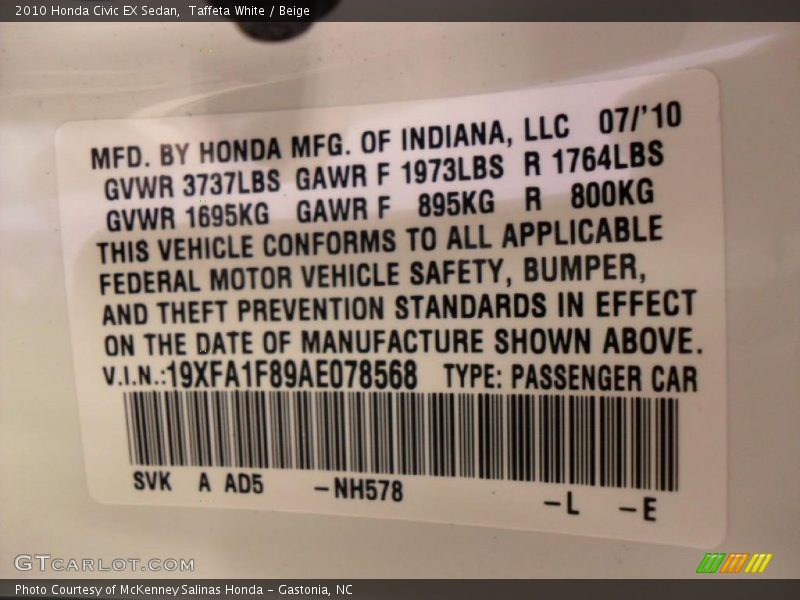 2010 Honda Civic EX Sedan,  Taffeta White / Beige
MFD. BY HONDA MFG. OF INDIANA, LLC 07/'10
GVWR 3737LBS GAWR F 1973LBS R 1764LBS
GVWR 1695KG GAWR F 895KG R 800KG
THIS VEHICLE CONFORMS TO ALL APPLICABLE
FEDERAL MOTOR VEHICLE SAFETY, BUMPER,
AND THEFT PREVENTION STANDARDS IN EFFECT
ON THE DATE OF MANUFACTURE SHOWN ABOVE.
V.I.N.:19XFA1F89AE078568 TYPE: PASSENGER CAR
SVK A AD5 -NH578 -L -E
GTCARLOT.COM
Photo Courtesy of McKenney Salinas Honda - Gastonia, NC